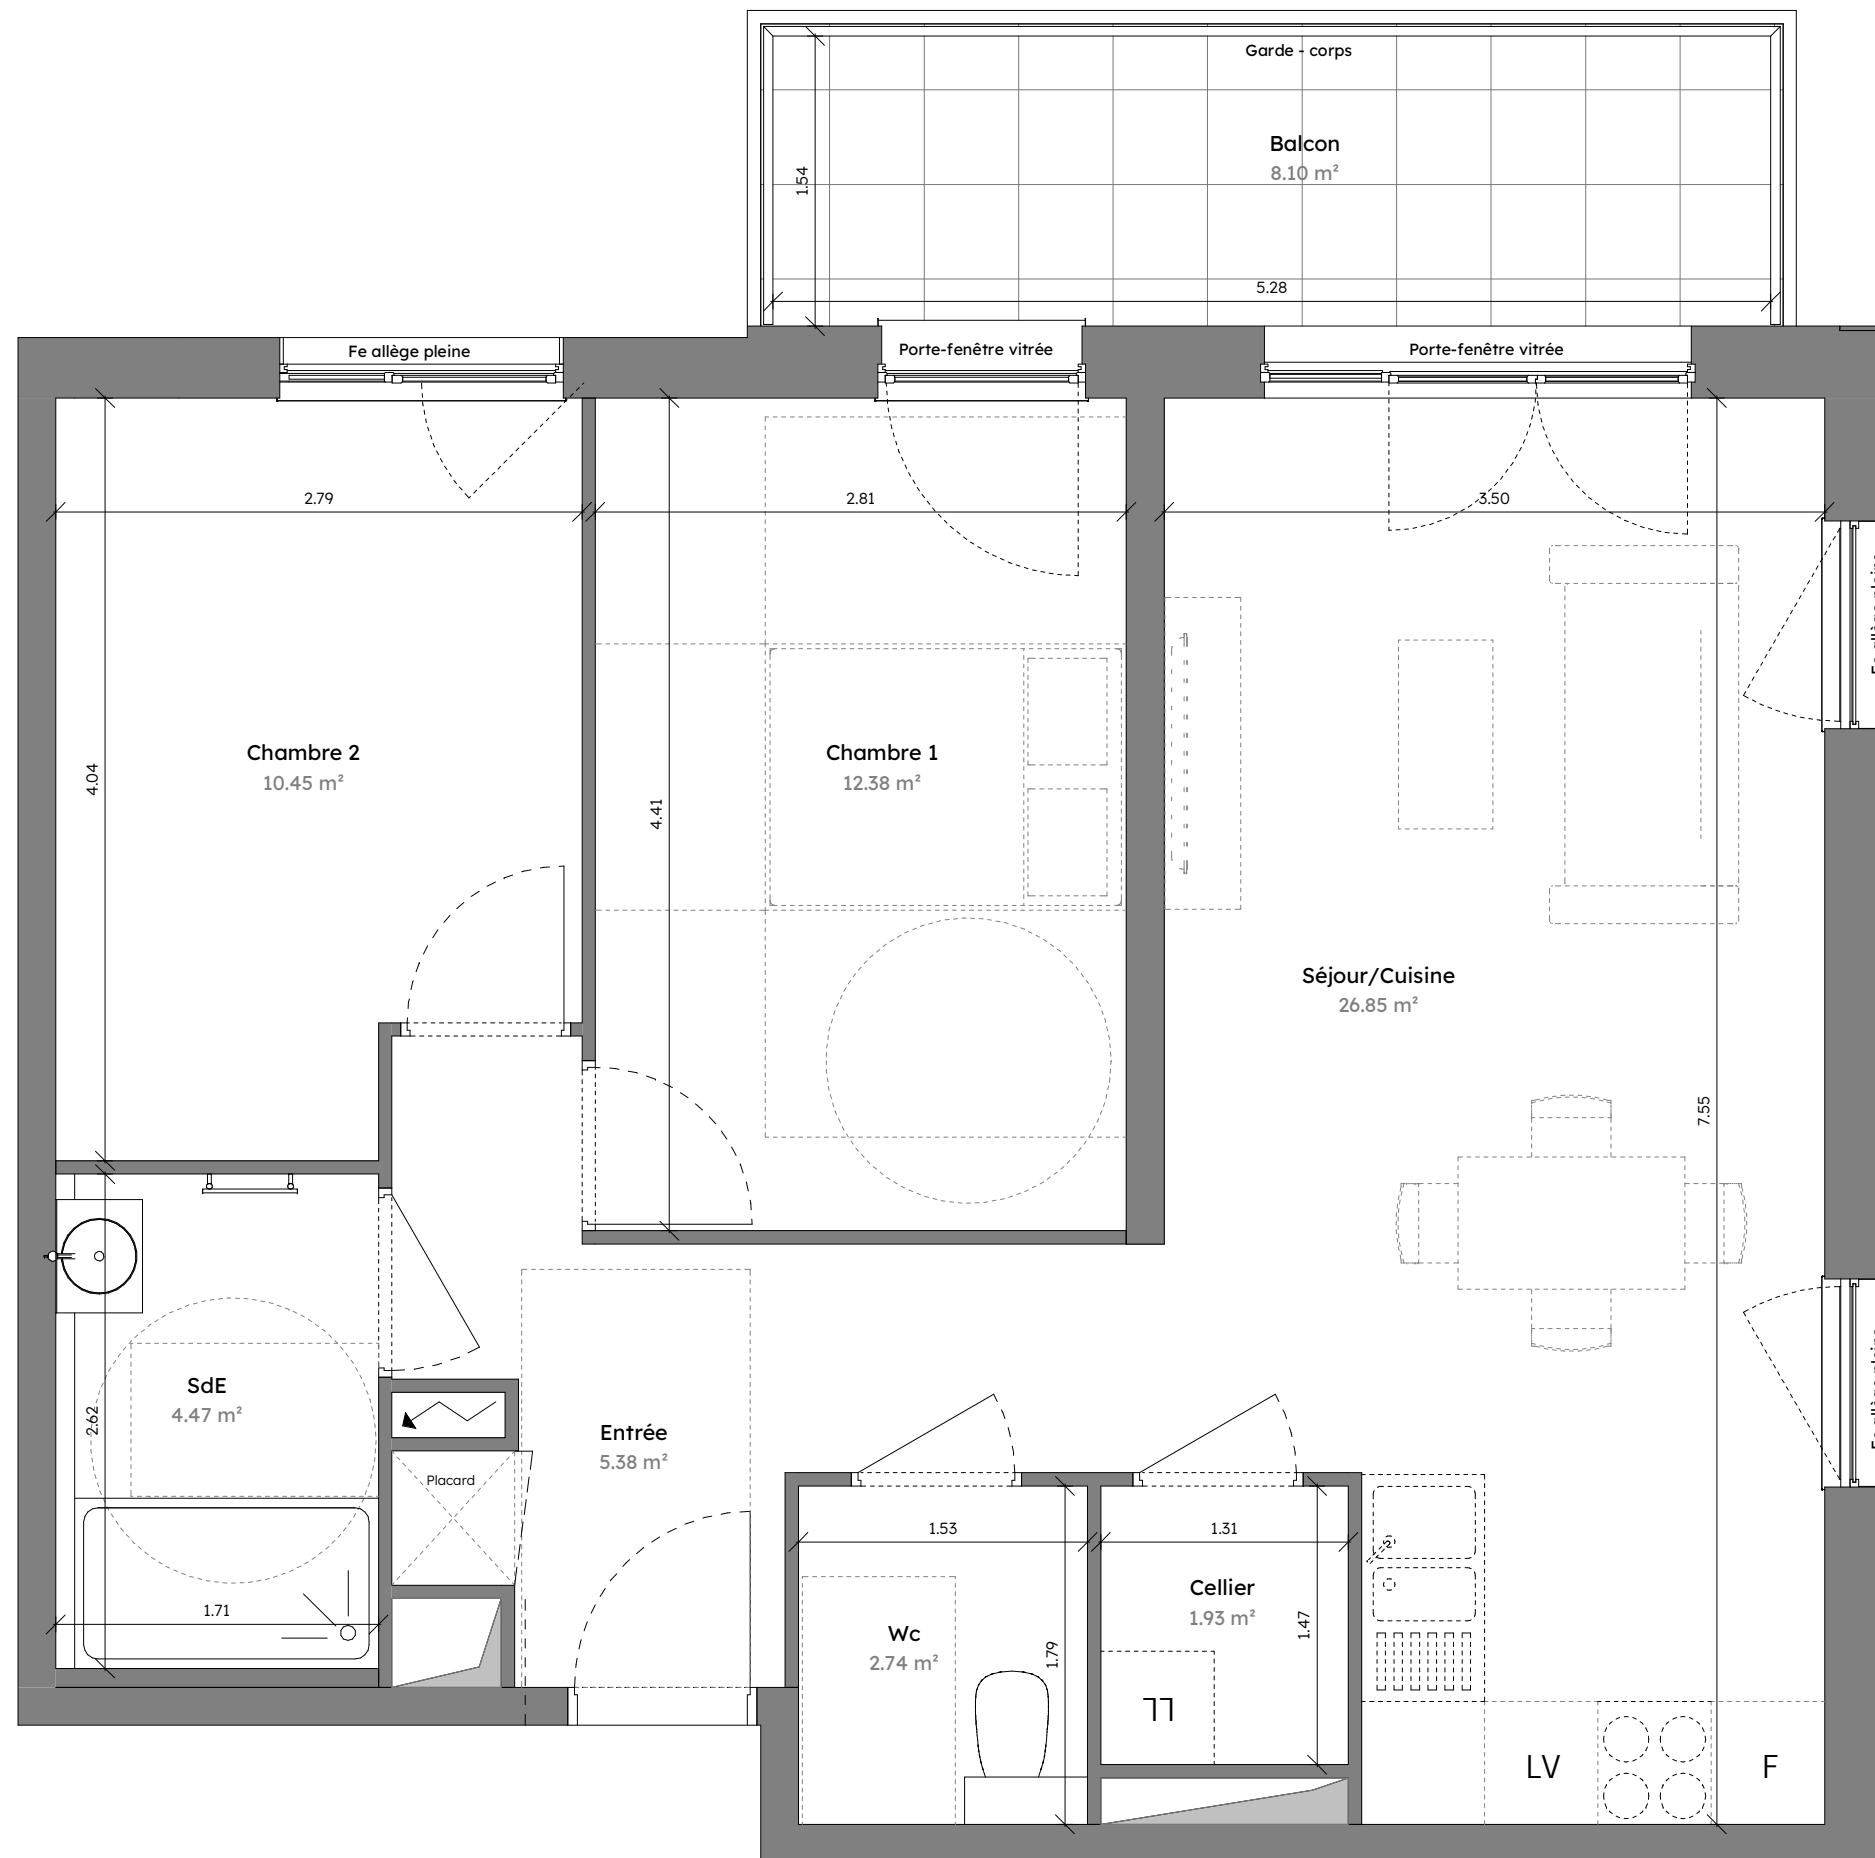 Garde - corps
Balcon
8.10 m²
1.54
5.28
Fe allège pleine
Porte-fenêtre vitrée
Porte-fenêtre vitrée
2.79
2.81
3.50
Chambre 2
10.45 m²
4.04
Chambre 1
12.38 m²
4.41
Séjour/Cuisine
26.85 m²
7.55
SdE
4.47 m²
2.62
1.71
Placard
Entrée
5.38 m²
1.53
1.31
Wc
2.74 m²
1.79
Cellier
1.93 m²
1.47
LL
LV
F